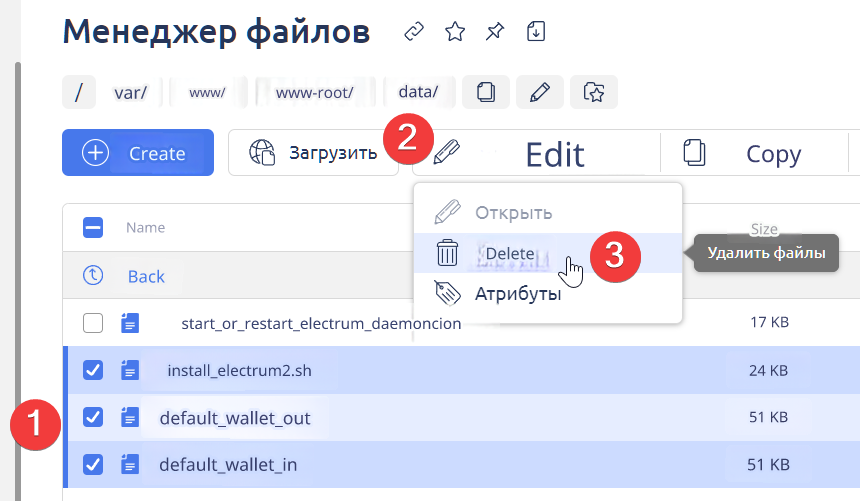 Менеджер файлов
/ var/ www/ www-root/ data/
Create Загрузить 2 Edit Copy
Открыть
Name Size
Delete 3 Удалить файлы
Back
Атрибуты
start_or_restart_electrum_daemoncion 17 KB
install_electrum2.sh 24 KB
1 default_wallet_out 51 KB
default_wallet_in 51 KB